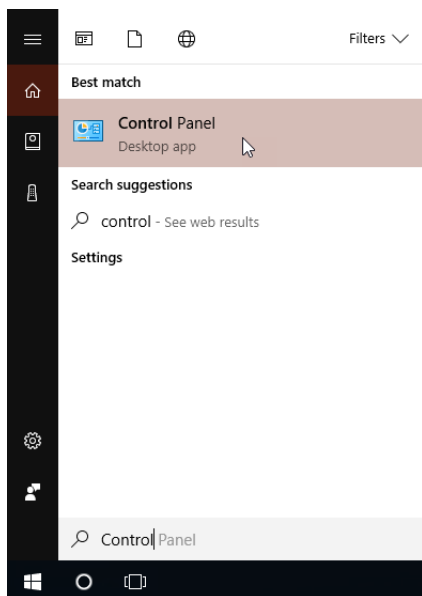 Filters
Best match
Control Panel
Desktop app
Search suggestions
control - See web results
Settings
Control Panel